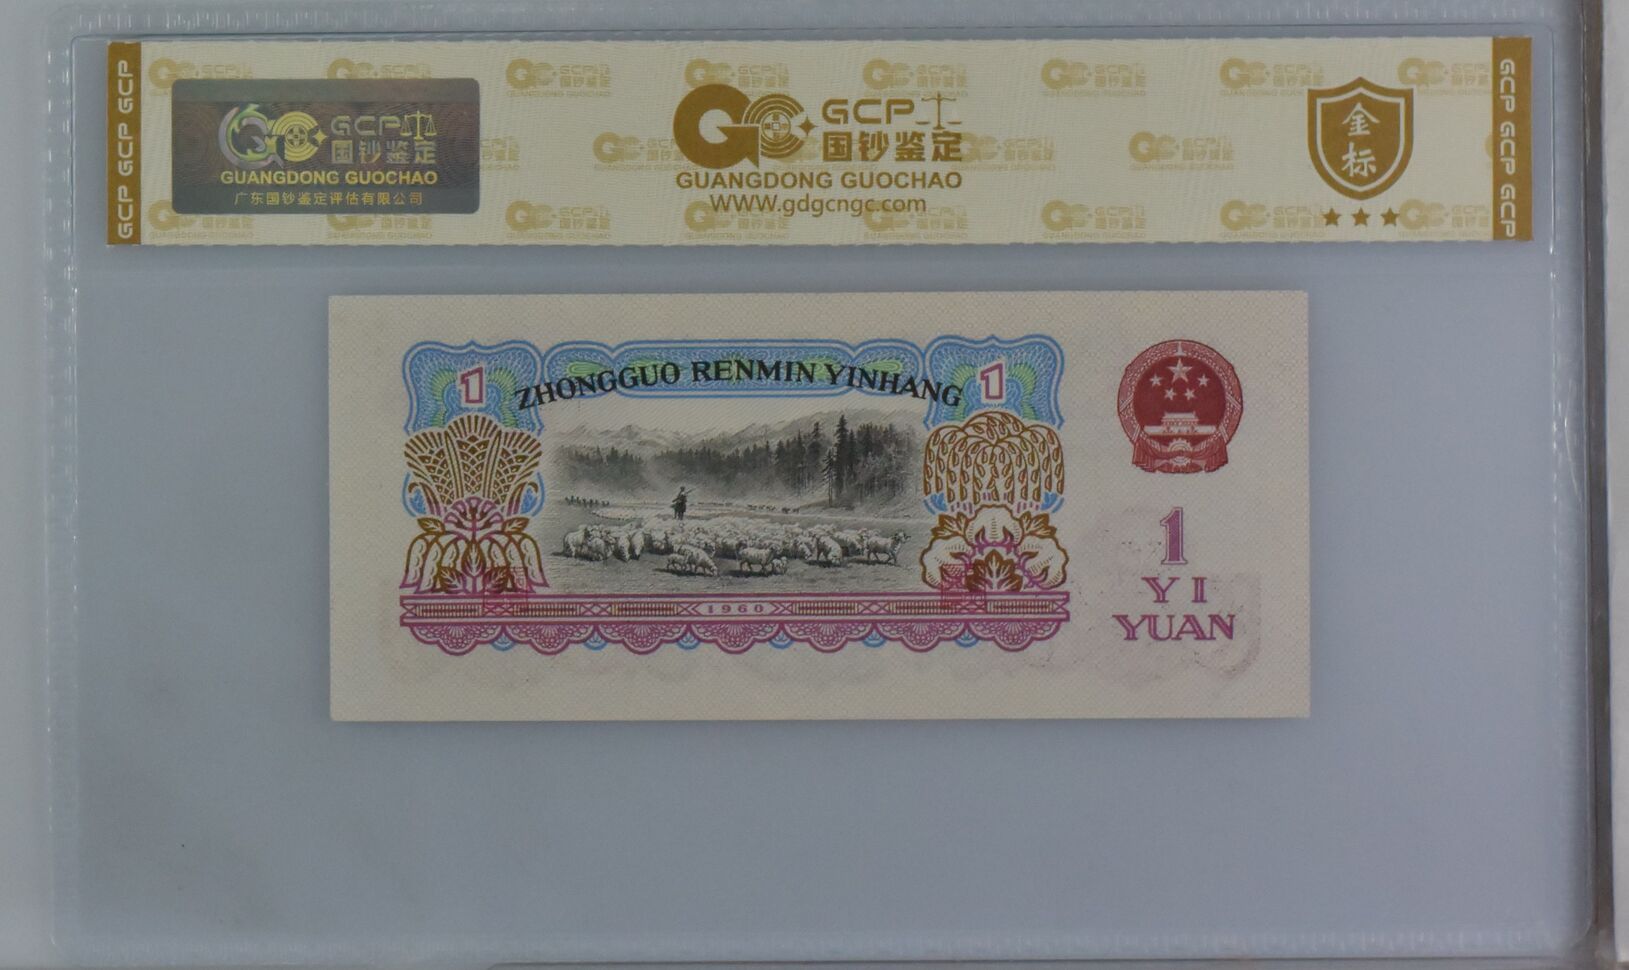 GCP GCP GCP
GCP
国钞鉴定
GUANGDONG GUOCHAO
广东国钞鉴定评估有限公司
GCP
国钞鉴定
GUANGDONG GUOCHAO
WWW.gdgcngc.com
金标
GCP GCP GCP
1
ZHONGGUO RENMIN YINHANG
1
1960
1
YI
YUAN